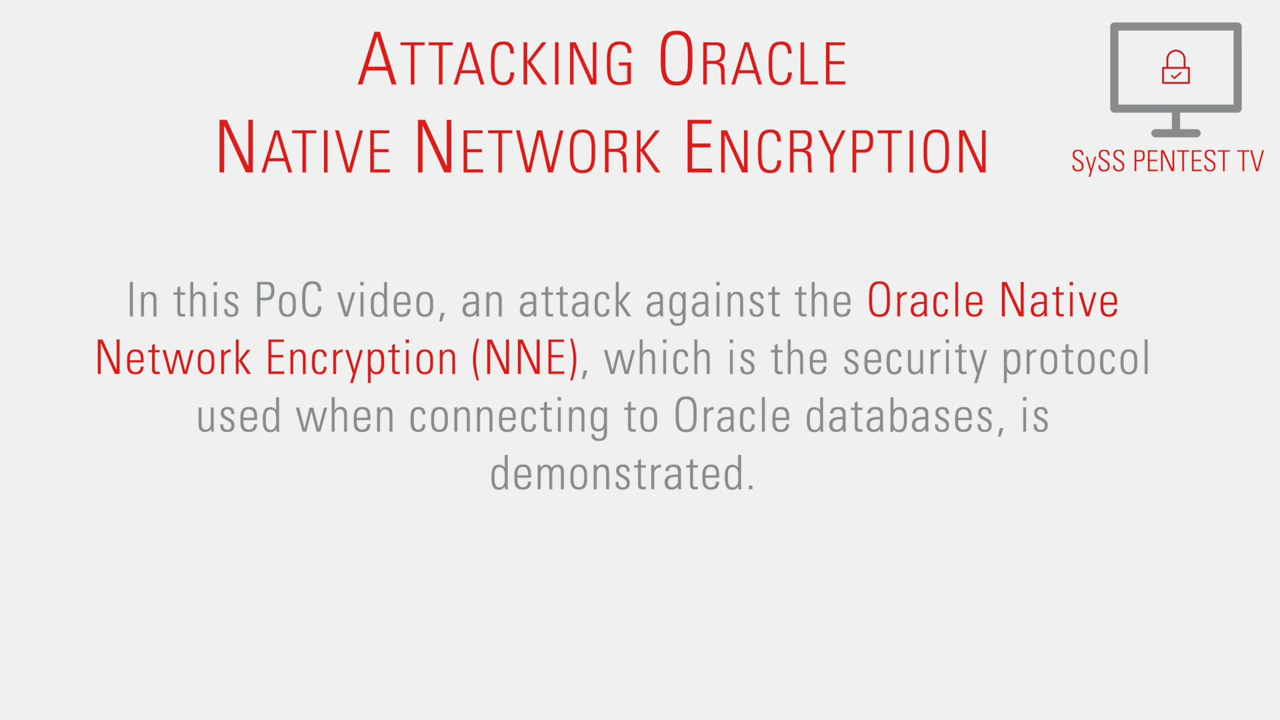 ATTACKING ORACLE
NATIVE NETWORK ENCRYPTION
SySS PENTEST TV
In this PoC video, an attack against the Oracle Native
Network Encryption (NNE), which is the security protocol
used when connecting to Oracle databases, is
demonstrated.